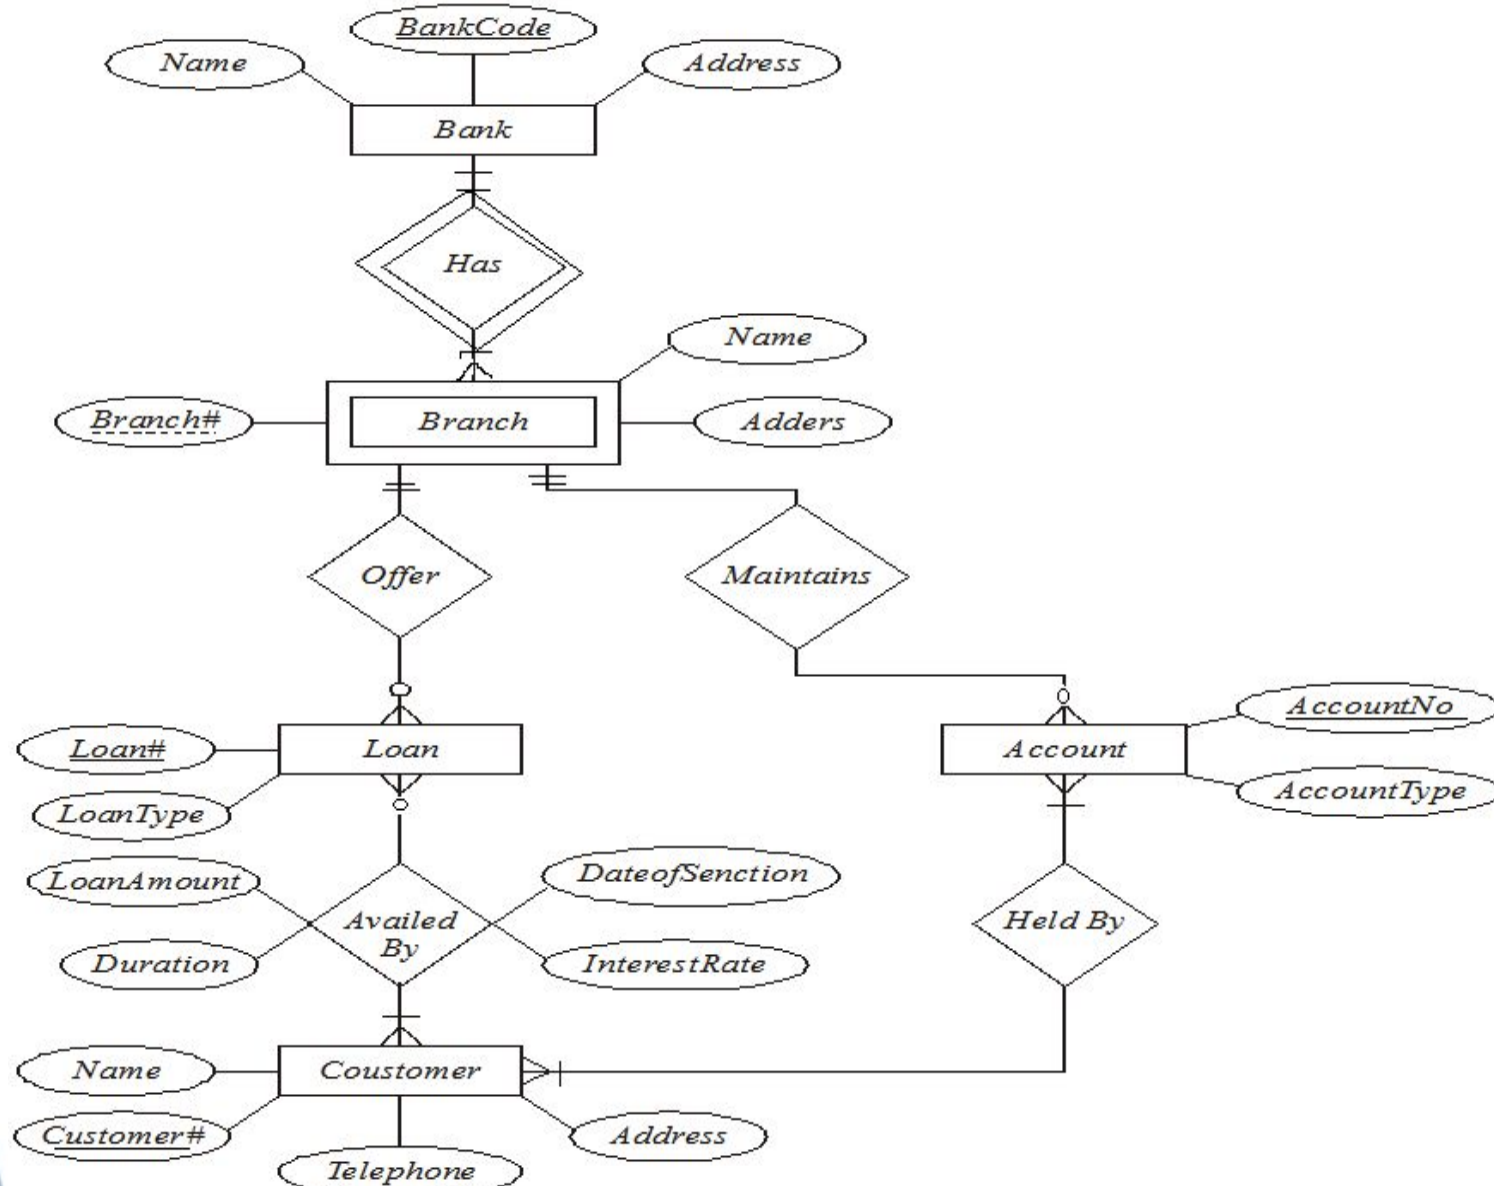 BankCode
Name
Address
Bank
Has
Name
Branch#
Branch
Adders
Offer
Maintains
Loan#
Loan
Account
AccountNo
LoanType
AccountType
LoanAmount
DateofSenction
Availed
By
Held By
Duration
InterestRate
Name
Coustomer
Customer#
Address
Telephone